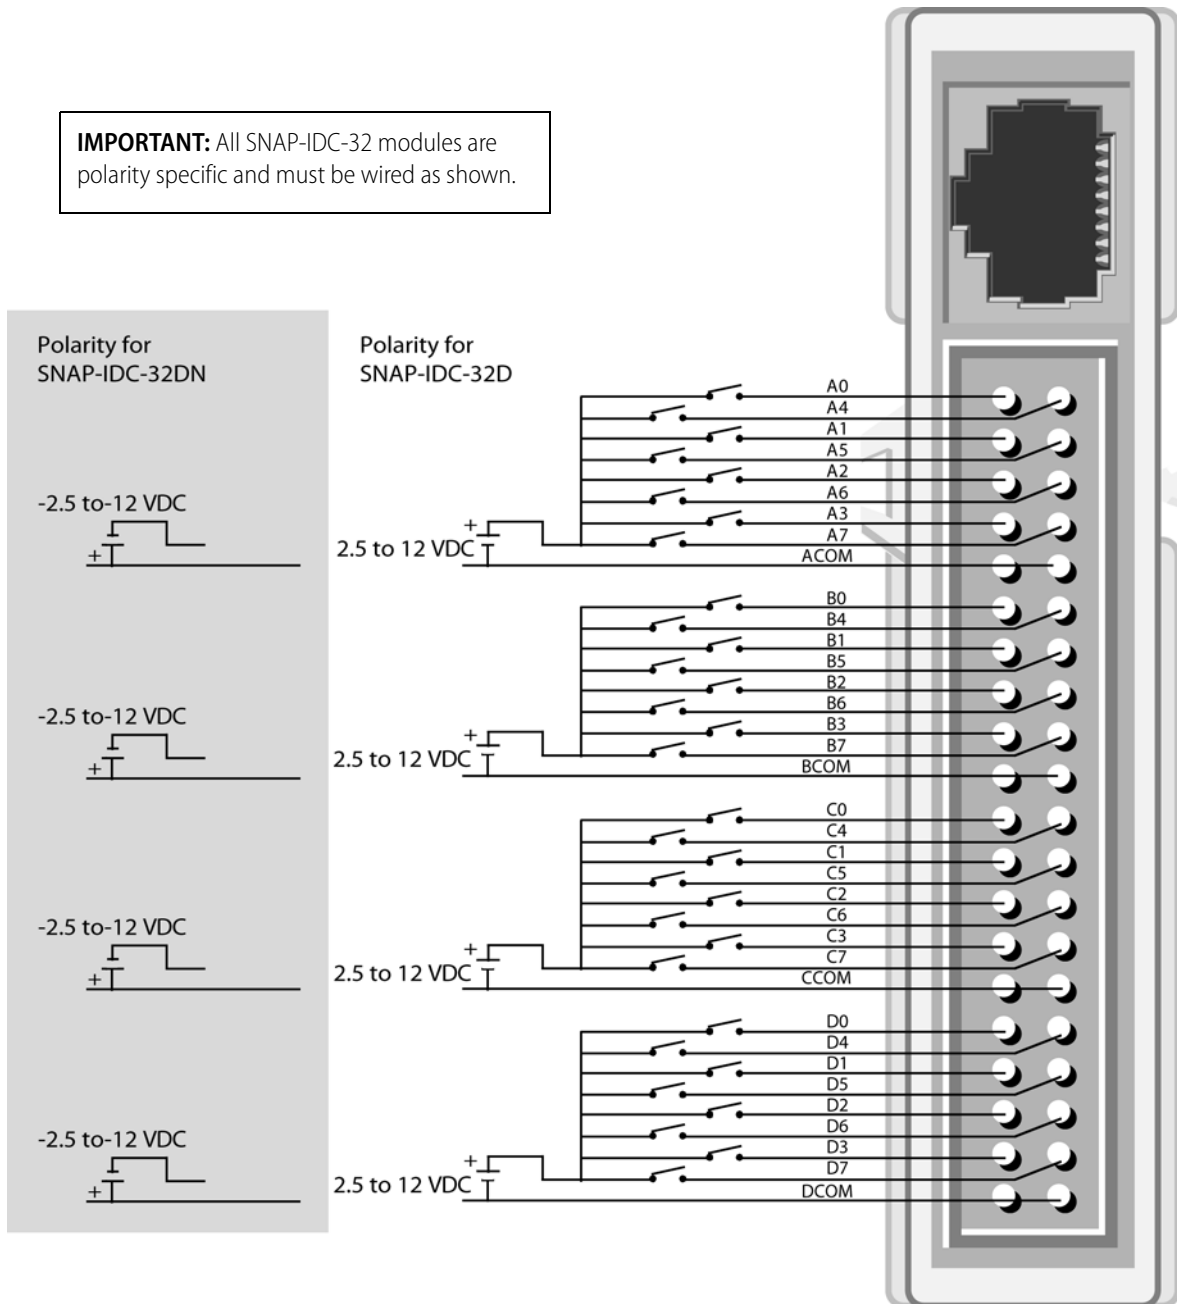 IMPORTANT: All SNAP-IDC-32 modules are
polarity specific and must be wired as shown.
Polarity for
SNAP-IDC-32DN
Polarity for
SNAP-IDC-32D
A0
A4
A1
A5
A2
A6
A3
A7
ACOM
-2.5 to-12 VDC
+
+
2.5 to 12 VDC
B0
B4
B1
B5
B2
B6
B3
B7
BCOM
-2.5 to-12 VDC
+
+
2.5 to 12 VDC
C0
C4
C1
C5
C2
C6
C3
C7
CCOM
-2.5 to-12 VDC
+
+
2.5 to 12 VDC
D0
D4
D1
D5
D2
D6
D3
D7
DCOM
-2.5 to-12 VDC
+
+
2.5 to 12 VDC